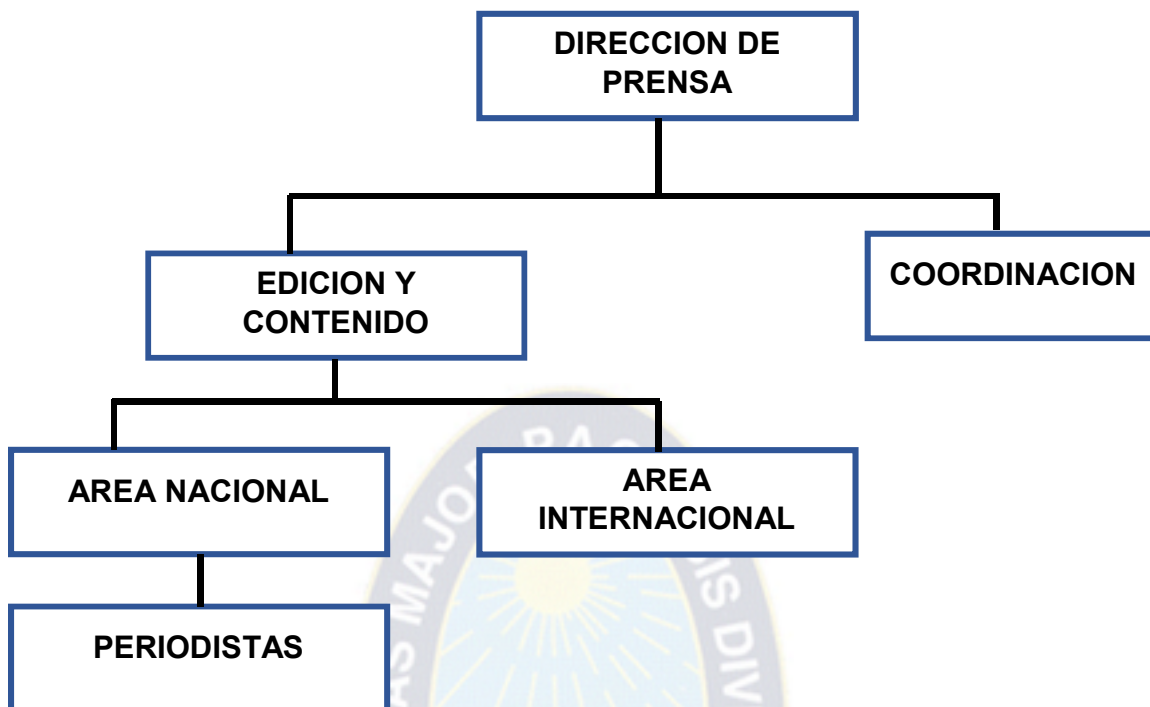 DIRECCION DE
PRENSA
EDICION Y
CONTENIDO
COORDINACION
AREA NACIONAL
AREA
INTERNACIONAL
PERIODISTAS